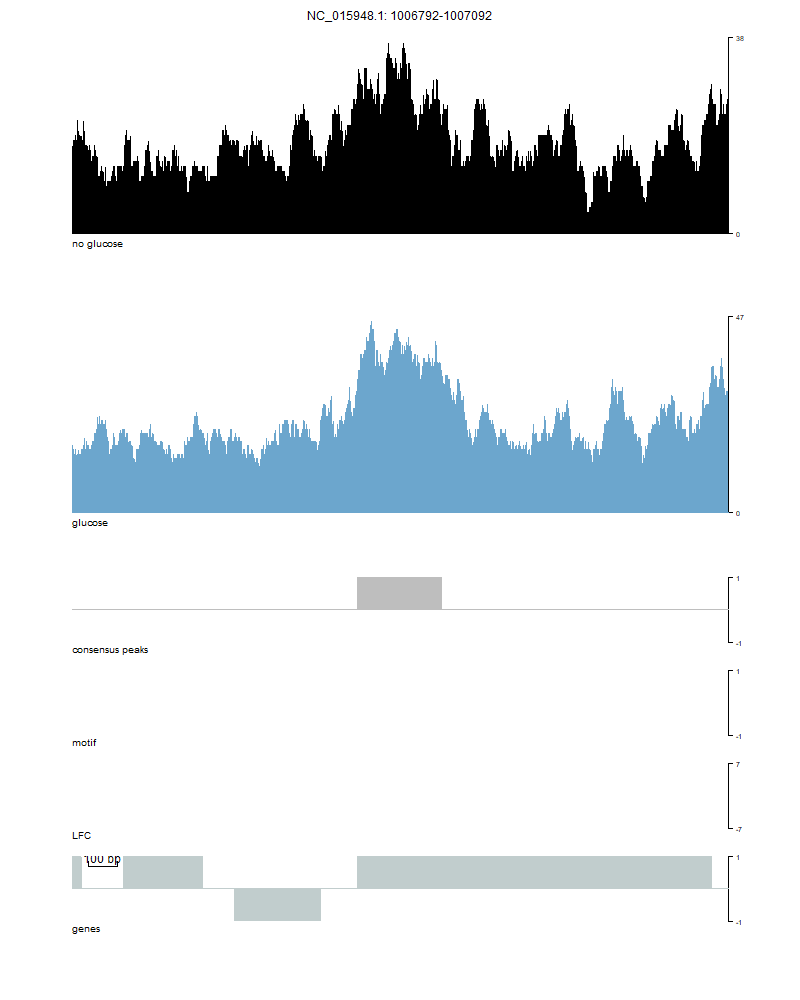 NC_015948.1: 1006792-1007092
38
0
no glucose
47
0
glucose
1
-1
consensus peaks
1
-1
motif
7
-7
LFC
100 bp
1
-1
genes